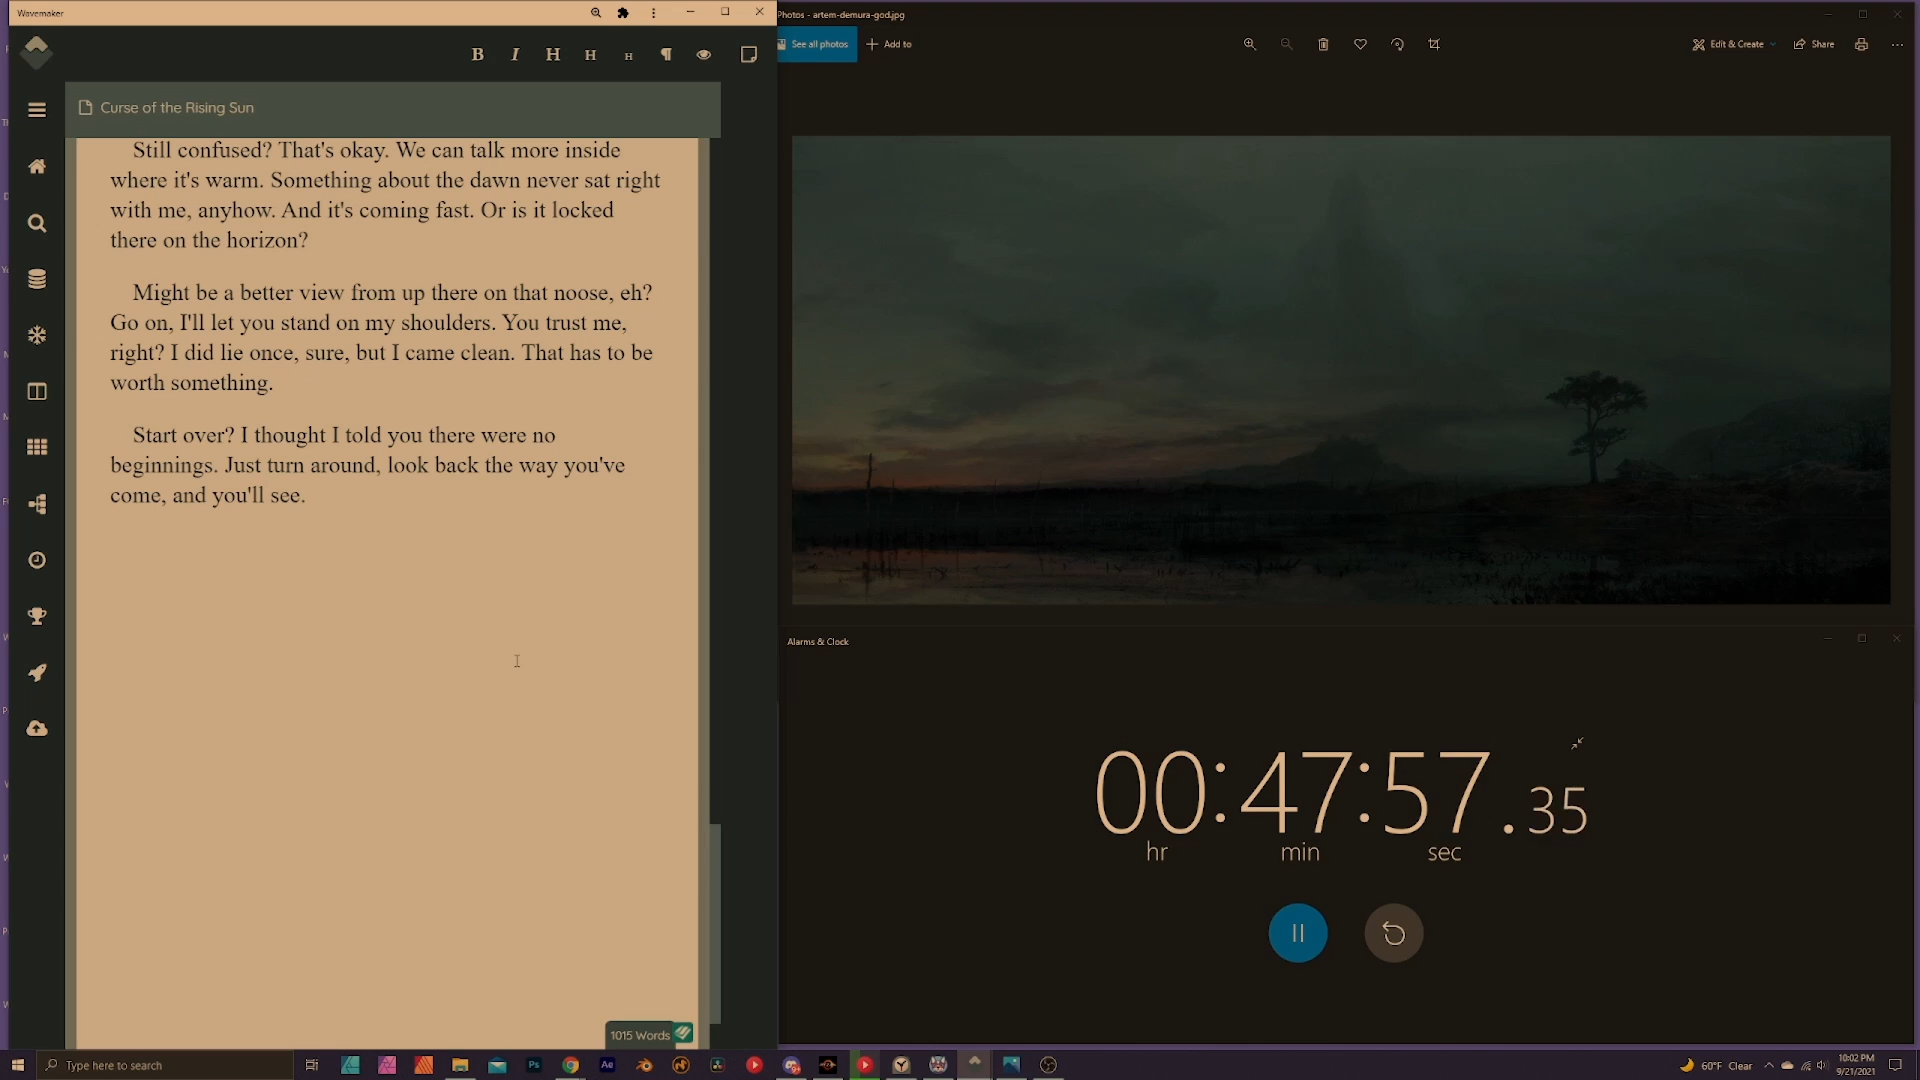 Wavemaker
B I H H H ¶
Curse of the Rising Sun
Still confused? That's okay. We can talk more inside
where it's warm. Something about the dawn never sat right
with me, anyhow. And it's coming fast. Or is it locked
there on the horizon?
Might be a better view from up there on that noose, eh?
Go on, I'll let you stand on my shoulders. You trust me,
right? I did lie once, sure, but I came clean. That has to be
worth something.
Start over? I thought I told you there were no
beginnings. Just turn around, look back the way you've
come, and you'll see.
1015 Words
Photos - artem-demura-god.jpg
See all photos
Add to
Edit & Create
Share
Alarms & Clock
00:47:57.35
hr min sec
Type here to search
Ps
Ae
60°F Clear
10:02 PM
9/21/2021